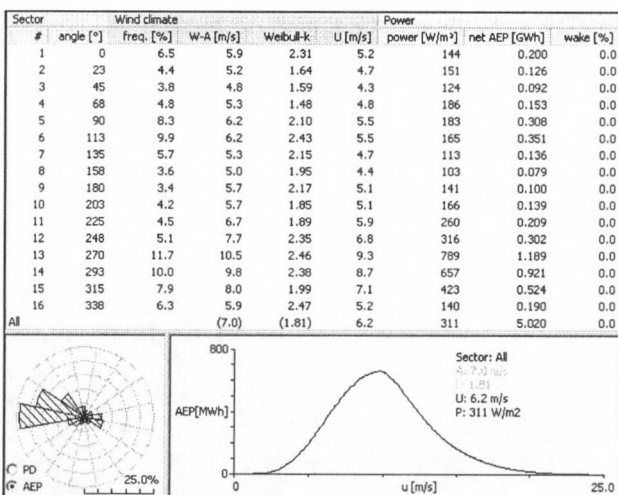 Sector Wind climate Power
# angle [°] freq. [%] W-A [m/s] Weibull-k U [m/s] power [W/m²] net AEP [GWh] wake [%]
1 0 6.5 5.9 2.31 5.2 144 0.200 0.0
2 23 4.4 5.2 1.64 4.7 151 0.126 0.0
3 45 3.8 4.8 1.59 4.3 124 0.092 0.0
4 68 4.8 5.3 1.48 4.8 186 0.153 0.0
5 90 8.3 6.2 2.10 5.5 183 0.308 0.0
6 113 9.9 6.2 2.43 5.5 165 0.351 0.0
7 135 5.7 5.3 2.15 4.7 113 0.136 0.0
8 158 3.6 5.0 1.95 4.4 103 0.079 0.0
9 180 3.4 5.7 2.17 5.1 141 0.100 0.0
10 203 4.2 5.7 1.85 5.1 166 0.139 0.0
11 225 4.5 6.7 1.89 5.9 260 0.209 0.0
12 248 5.1 7.7 2.35 6.8 316 0.302 0.0
13 270 11.7 10.5 2.46 9.3 789 1.189 0.0
14 293 10.0 9.8 2.38 8.7 657 0.921 0.0
15 315 7.9 8.0 1.99 7.1 423 0.524 0.0
16 338 6.3 5.9 2.47 5.2 140 0.190 0.0
All (7.0) (1.81) 6.2 311 5.020 0.0
PD
AEP
25.0%
800
AEP[MWh]
0
0 u [m/s] 25.0
Sector: All
A: 7.0 m/s
1.81
U: 6.2 m/s
P: 311 W/m2